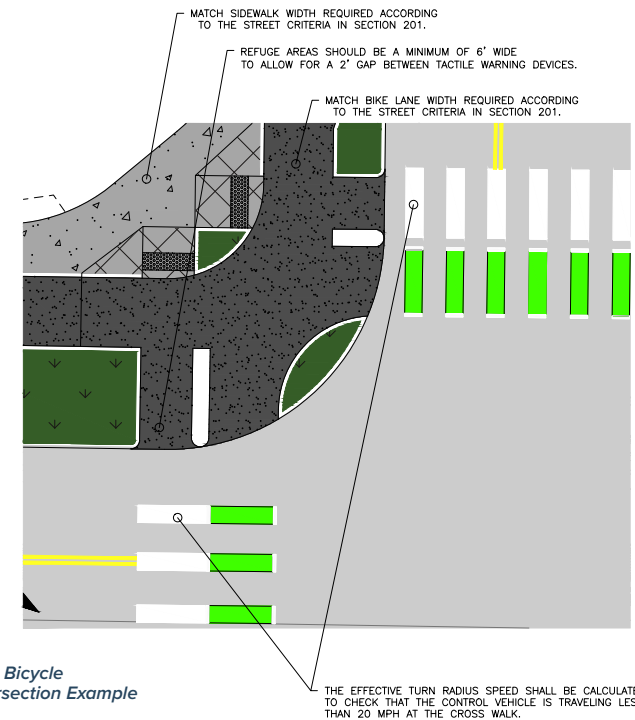 MATCH SIDEWALK WIDTH REQUIRED ACCORDING
TO THE STREET CRITERIA IN SECTION 201.
REFUGE AREAS SHOULD BE A MINIMUM OF 6' WIDE
TO ALLOW FOR A 2' GAP BETWEEN TACTILE WARNING DEVICES.
MATCH BIKE LANE WIDTH REQUIRED ACCORDING
TO THE STREET CRITERIA IN SECTION 201.
Bicycle
rsection Example
THE EFFECTIVE TURN RADIUS SPEED SHALL BE CALCULATE
TO CHECK THAT THE CONTROL VEHICLE IS TRAVELING LES
THAN 20 MPH AT THE CROSS WALK.